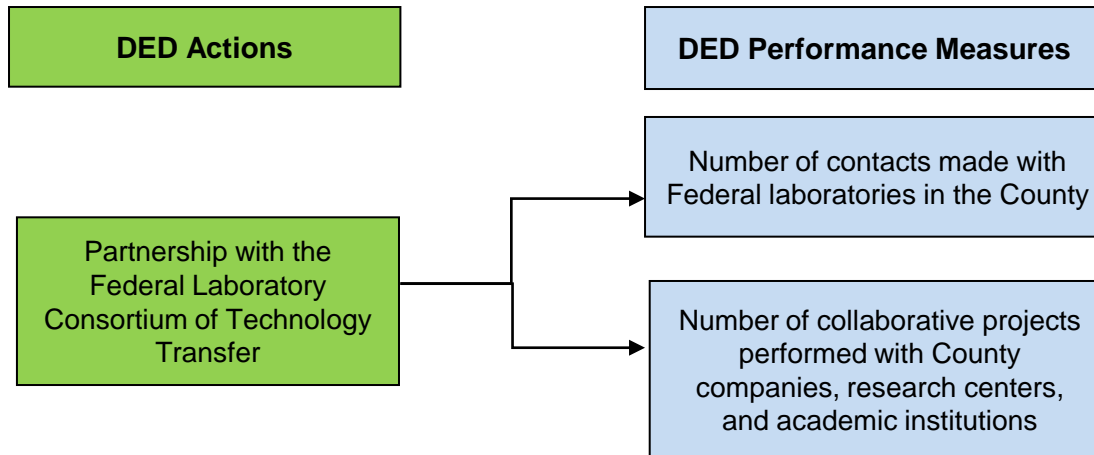 DED Actions
DED Performance Measures
Number of contacts made with
Federal laboratories in the County
Partnership with the
Federal Laboratory
Consortium of Technology
Transfer
Number of collaborative projects
performed with County
companies, research centers,
and academic institutions